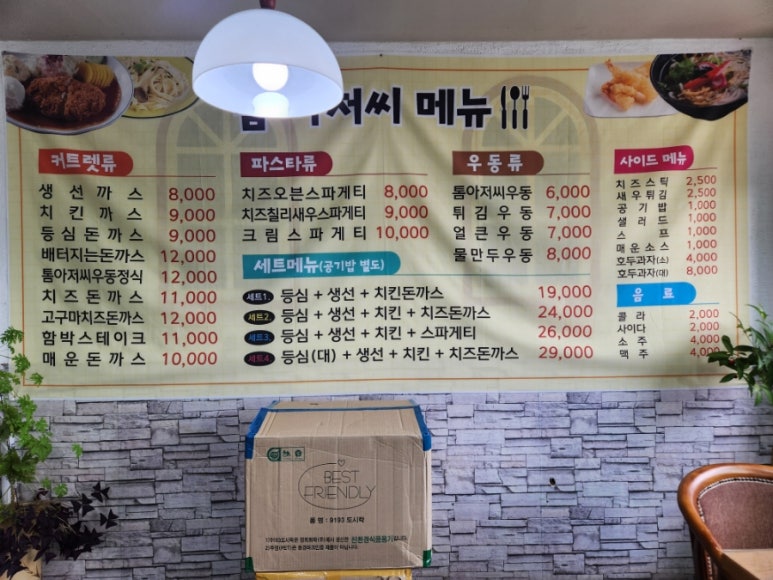 저씨 메뉴
커트렛류
생선까스 8,000
치킨까스 9,000
등심돈까스 9,000
배터지는돈까스 12,000
톰아저씨우동정식 12,000
치즈돈까스 11,000
고구마치즈돈까스 12,000
함박스테이크 11,000
매운돈까스 10,000
파스타류
치즈오븐스파게티 8,000
치즈칠리새우스파게티 9,000
크림스파게티 10,000
우동류
톰아저씨우동 6,000
튀김우동 7,000
얼큰우동 7,000
물만두우동 8,000
세트메뉴(공기밥 별도)
세트1. 등심 + 생선 + 치킨돈까스 19,000
세트2. 등심 + 생선 + 치킨 + 치즈돈까스 24,000
세트3. 등심 + 생선 + 치킨 + 스파게티 26,000
세트4. 등심(대) + 생선 + 치킨 + 치즈돈까스 29,000
사이드 메뉴
치즈스틱 2,500
새우튀김 2,500
공기밥 1,000
샐러드 1,000
스프 1,000
매운소스 1,000
호두과자(소) 4,000
호두과자(대) 8,000
음료
콜라 2,000
사이다 2,000
소주 4,000
맥주 4,000
BEST
FRIENDLY
품명 : 9193 도시락